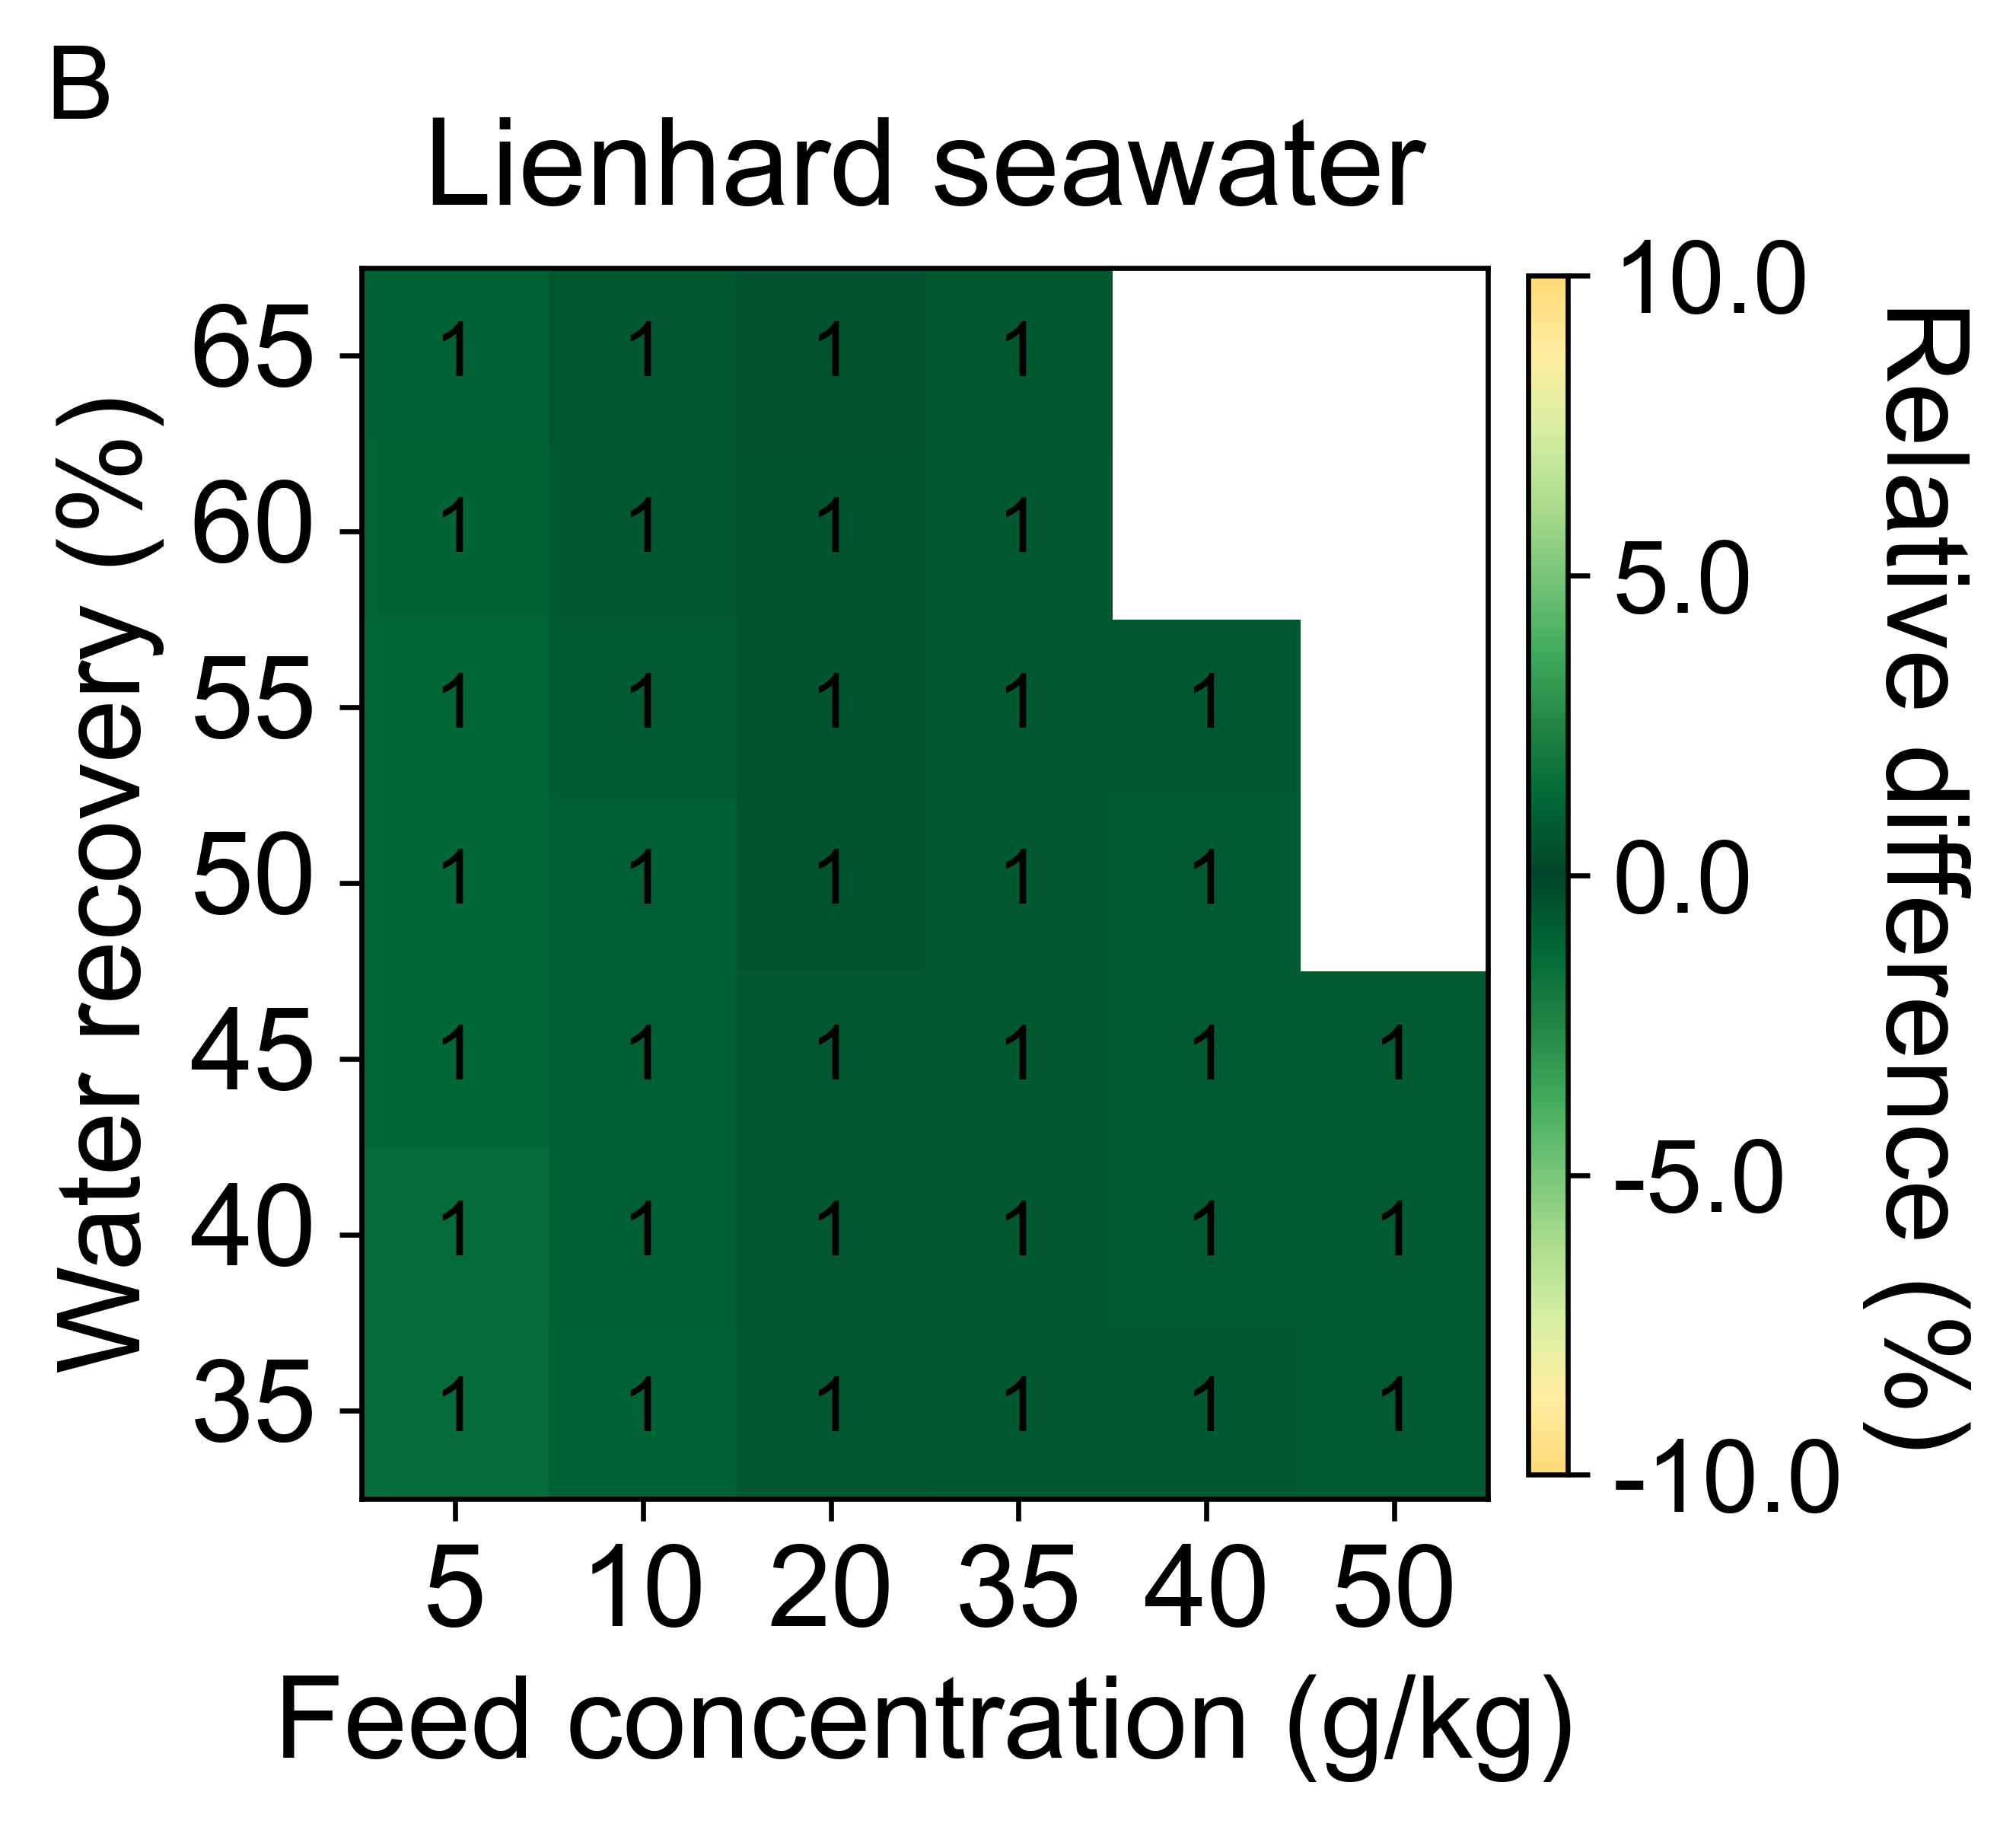 B
Lienhard seawater
65 1 1 1 1
60 1 1 1 1
55 1 1 1 1 1
50 1 1 1 1 1
45 1 1 1 1 1 1
40 1 1 1 1 1 1
35 1 1 1 1 1 1
5 10 20 35 40 50
Feed concentration (g/kg)
Water recovery (%)
10.0
5.0
0.0
-5.0
-10.0
Relative difference (%)